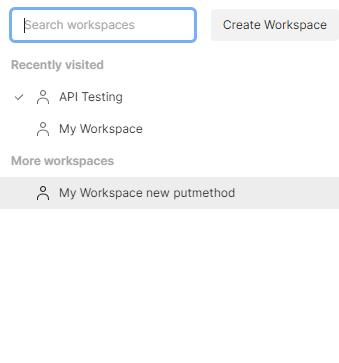 Search workspaces
Create Workspace
Recently visited
API Testing
My Workspace
More workspaces
My Workspace new putmethod